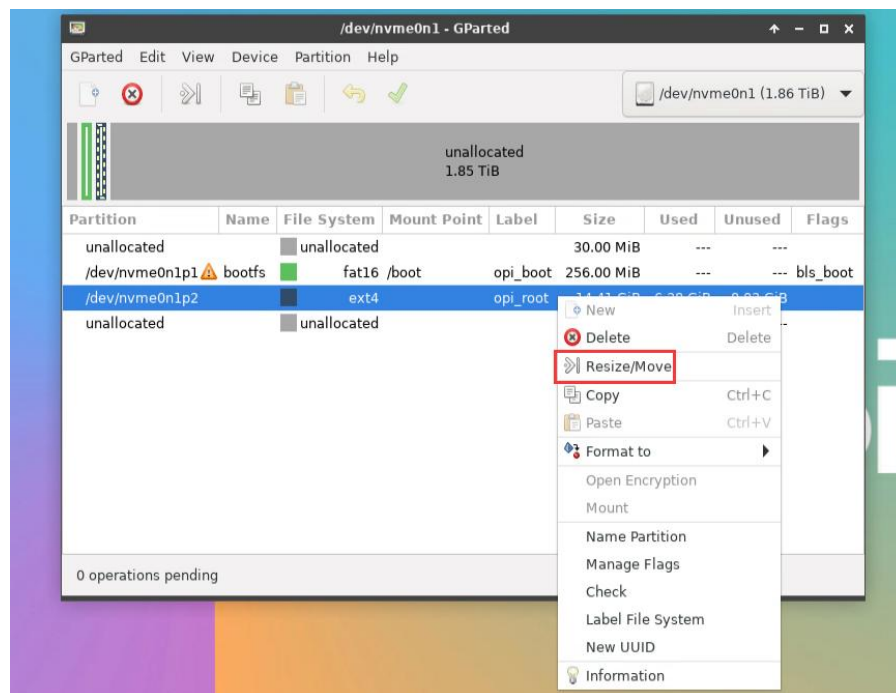 /dev/nvme0n1 - GParted
GParted Edit View Device Partition Help
/dev/nvme0n1 (1.86 TiB)
unallocated
1.85 TiB
Partition Name File System Mount Point Label Size Used Unused Flags
unallocated unallocated 30.00 MiB --- ---
/dev/nvme0n1p1 bootfs fat16 /boot opi_boot 256.00 MiB --- --- bls_boot
/dev/nvme0n1p2 ext4 opi_root
unallocated unallocated
New Insert
Delete Delete
Resize/Move
Copy Ctrl+C
Paste Ctrl+V
Format to
Open Encryption
Mount
Name Partition
Manage Flags
Check
Label File System
New UUID
Information
0 operations pending